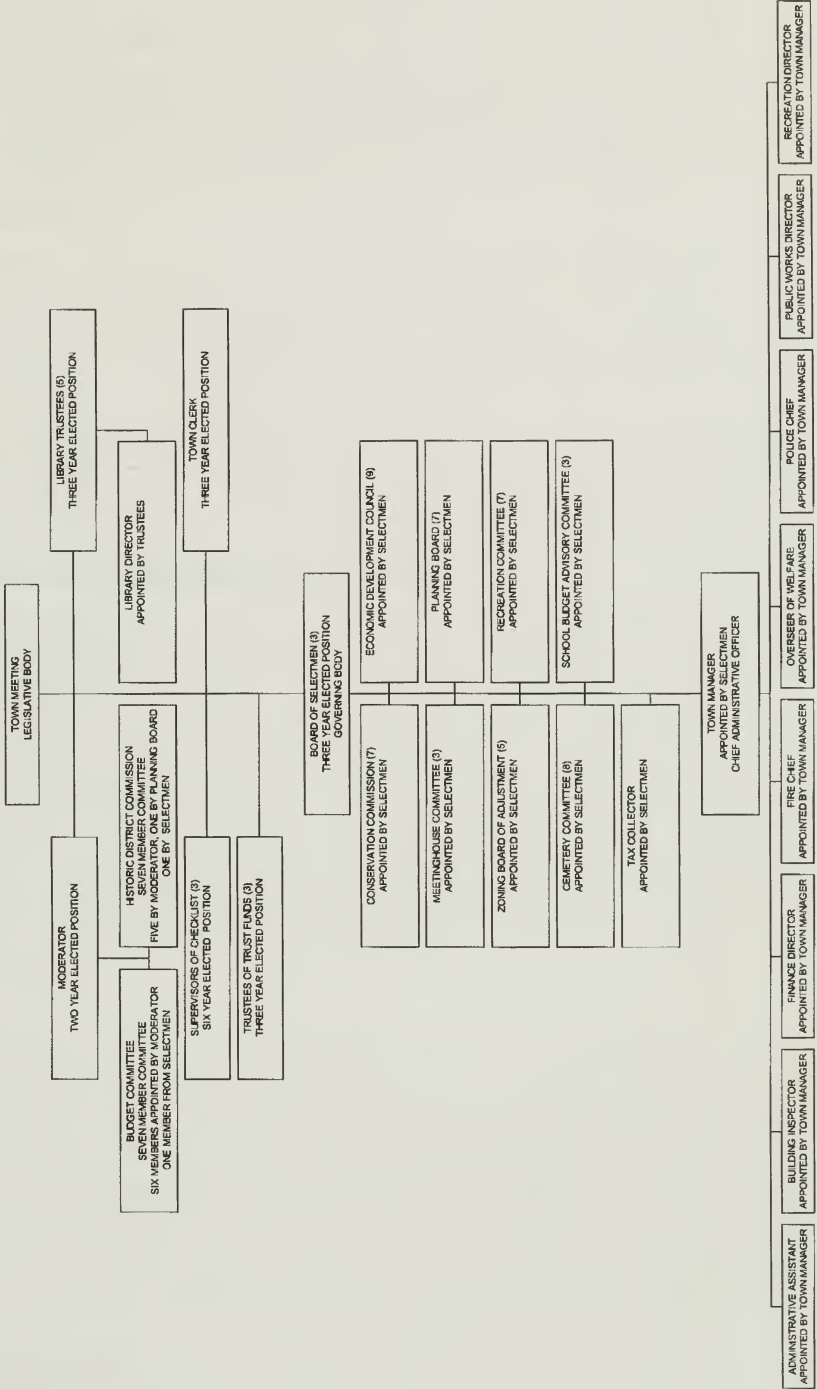 TOWN MEETING
LEGISLATIVE BODY
MODERATOR
TWO YEAR ELECTED POSITION
LIBRARY TRUSTEES (5)
THREE YEAR ELECTED POSITION
BUDGET COMMITTEE
SEVEN MEMBER COMMITTEE
SIX MEMBERS APPOINTED BY MODERATOR
ONE MEMBER FROM SELECTMEN
HISTORIC DISTRICT COMMISSION
SEVEN MEMBER COMMITTEE
FIVE BY MODERATOR, ONE BY PLANNING BOARD
ONE BY SELECTMEN
LIBRARY DIRECTOR
APPOINTED BY TRUSTEES
SUPERVISORS OF CHECKLIST (3)
SIX YEAR ELECTED POSITION
TOWN CLERK
THREE YEAR ELECTED POSITION
TRUSTEES OF TRUST FUNDS (3)
THREE YEAR ELECTED POSITION
BOARD OF SELECTMEN (3)
THREE YEAR ELECTED POSITION
GOVERNING BODY
CONSERVATION COMMISSION (7)
APPOINTED BY SELECTMEN
ECONOMIC DEVELOPMENT COUNCIL (9)
APPOINTED BY SELECTMEN
MEETINGHOUSE COMMITTEE (3)
APPOINTED BY SELECTMEN
PLANNING BOARD (7)
APPOINTED BY SELECTMEN
ZONING BOARD OF ADJUSTMENT (5)
APPOINTED BY SELECTMEN
RECREATION COMMITTEE (7)
APPOINTED BY SELECTMEN
CEMETERY COMMITTEE (8)
APPOINTED BY SELECTMEN
SCHOOL BUDGET ADVISORY COMMITTEE (3)
APPOINTED BY SELECTMEN
TAX COLLECTOR
APPOINTED BY SELECTMEN
TOWN MANAGER
APPOINTED BY SELECTMEN
CHIEF ADMINISTRATIVE OFFICER
ADMINISTRATIVE ASSISTANT
APPOINTED BY TOWN MANAGER
BUILDING INSPECTOR
APPOINTED BY TOWN MANAGER
FINANCE DIRECTOR
APPOINTED BY TOWN MANAGER
FIRE CHIEF
APPOINTED BY TOWN MANAGER
OVERSEER OF WELFARE
APPOINTED BY TOWN MANAGER
POLICE CHIEF
APPOINTED BY TOWN MANAGER
PUBLIC WORKS DIRECTOR
APPOINTED BY TOWN MANAGER
RECREATION DIRECTOR
APPOINTED BY TOWN MANAGER